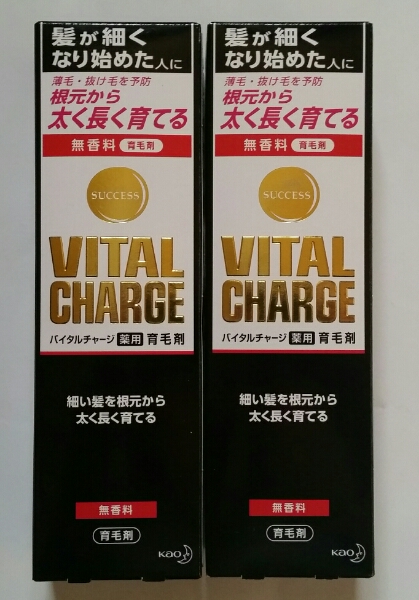 髪が細く
なり始めた人に
薄毛・抜け毛を予防
根元から
太く長く育てる
無香料 育毛剤
SUCCESS
VITAL
CHARGE
バイタルチャージ 薬用 育毛剤
細い髪を根元から
太く長く育てる
無香料
育毛剤
Kao
髪が細く
なり始めた人に
薄毛・抜け毛を予防
根元から
太く長く育てる
無香料 育毛剤
SUCCESS
VITAL
CHARGE
バイタルチャージ 薬用 育毛剤
細い髪を根元から
太く長く育てる
無香料
育毛剤
Kao